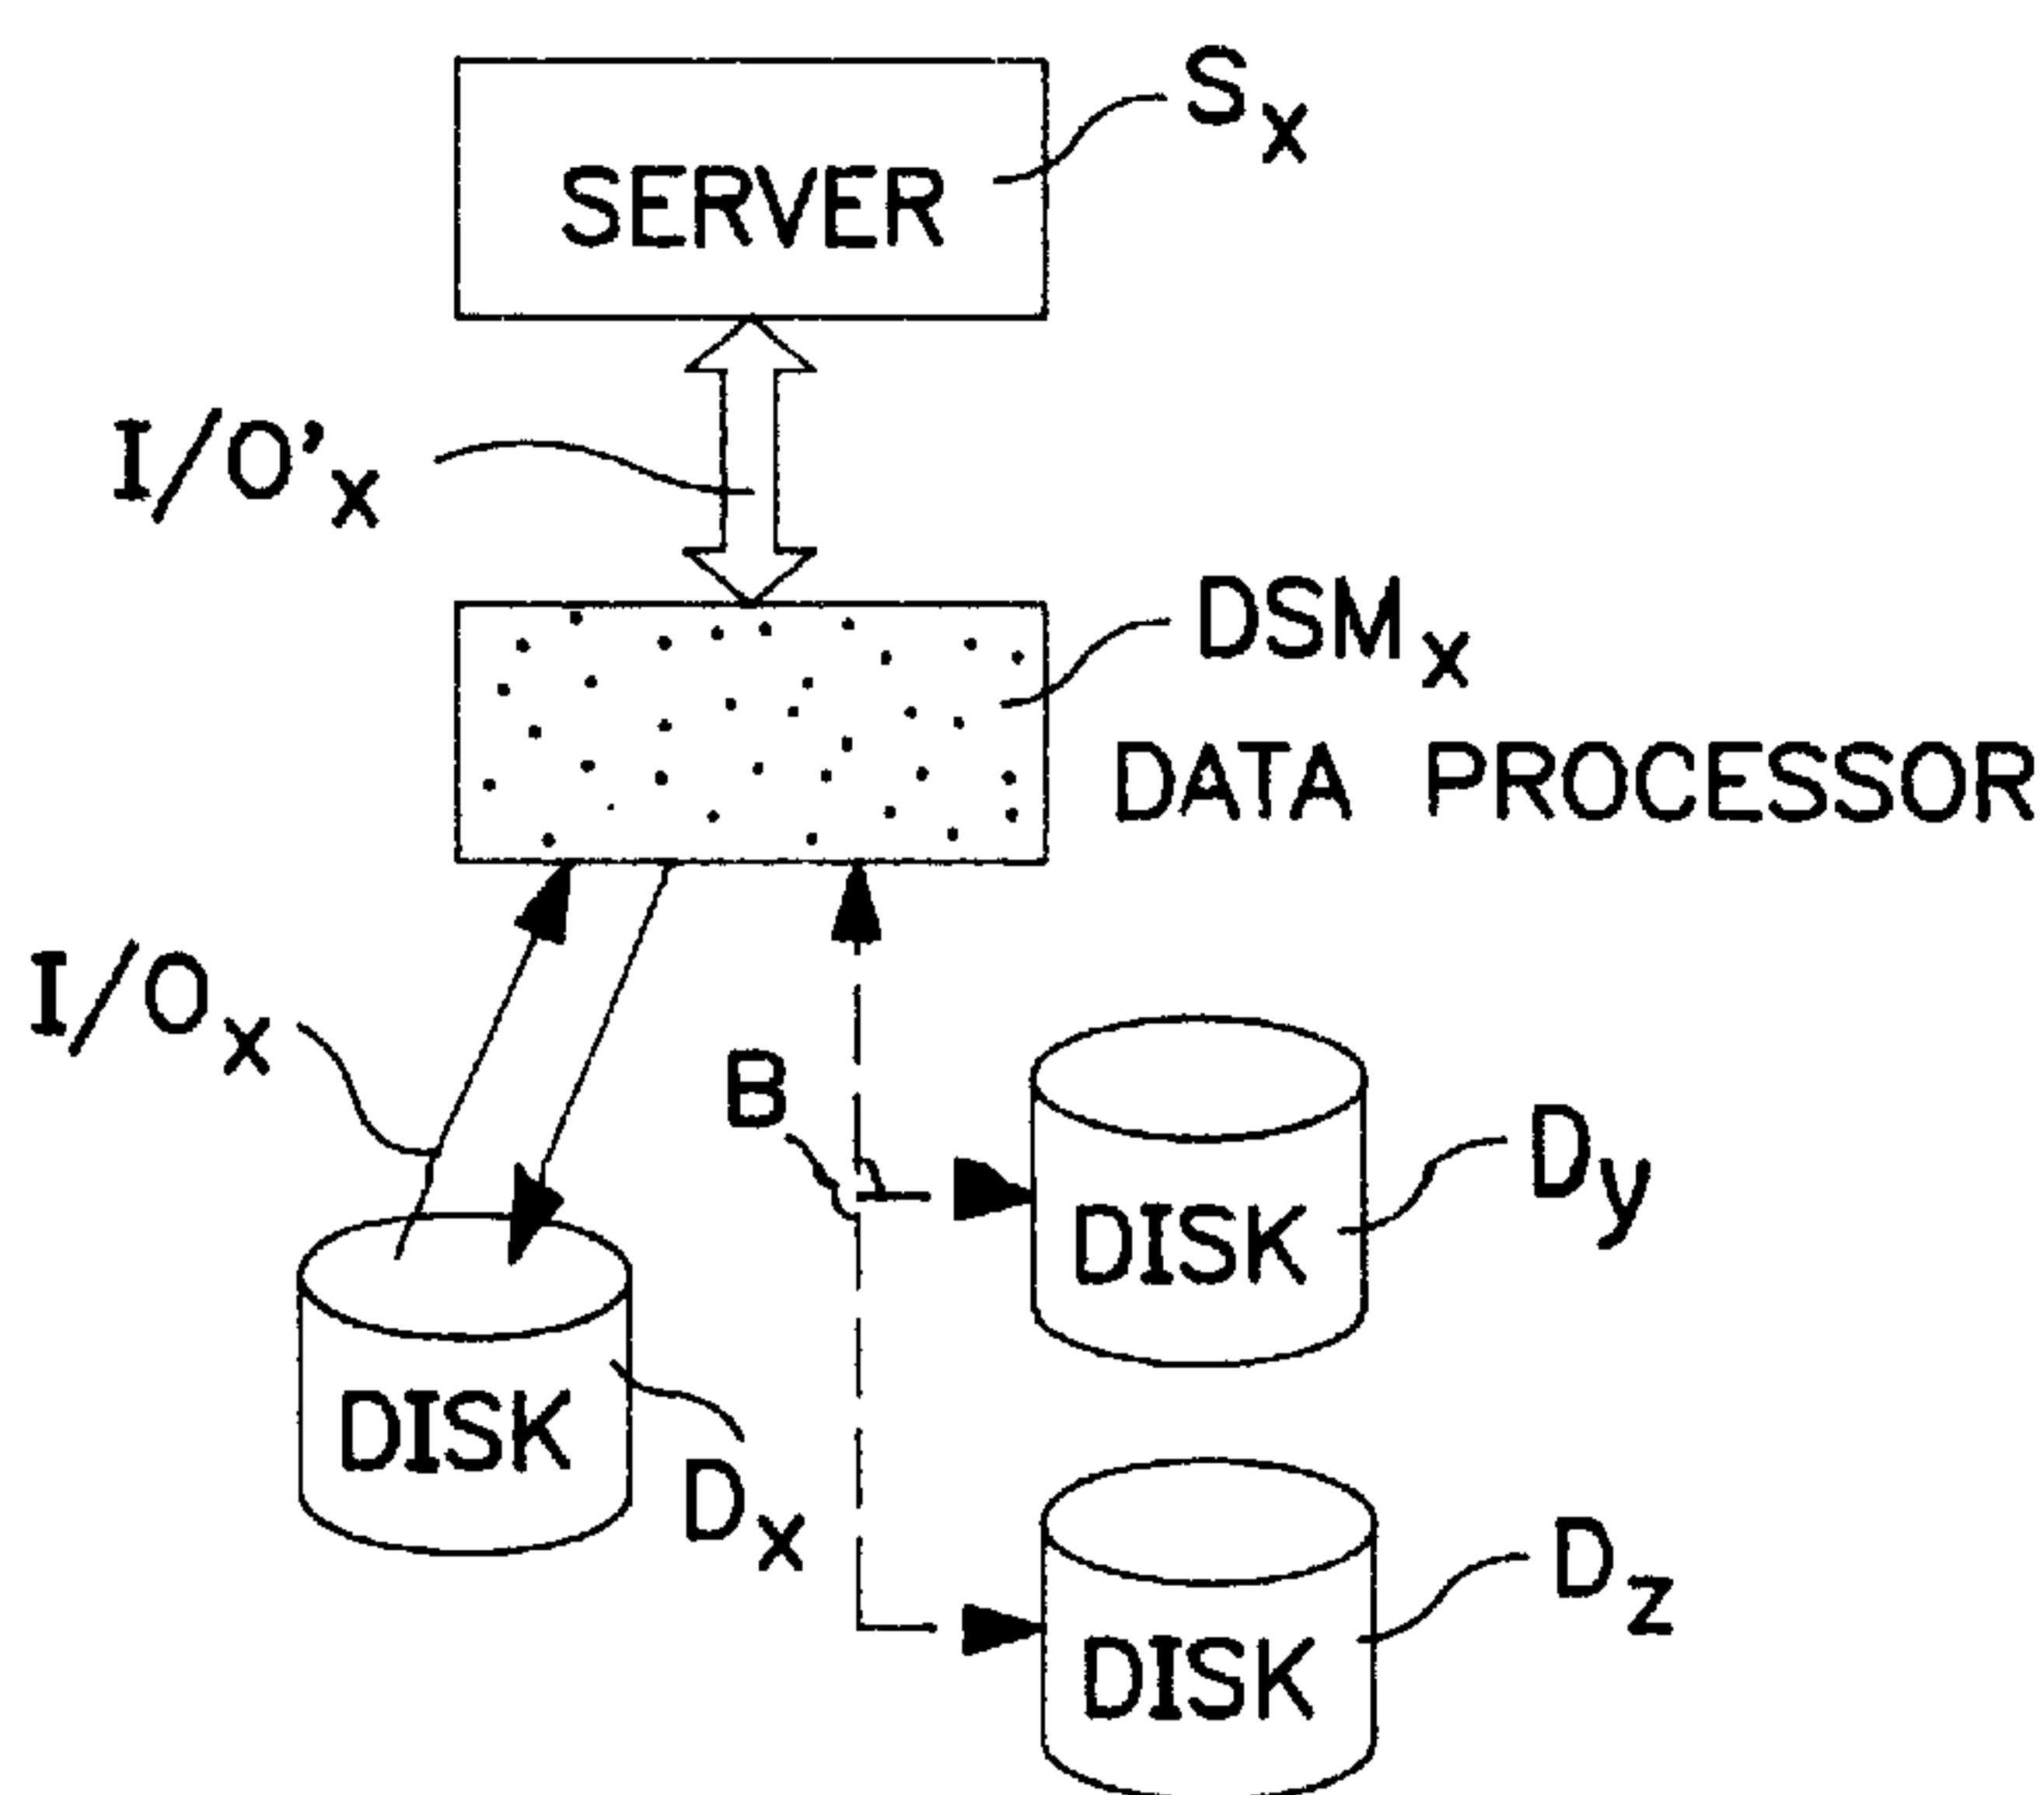 Sx
SERVER
I/O'x
DSMx
DATA PROCESSOR
I/Ox
B
Dy
DISK
DISK
Dx
Dz
DISK